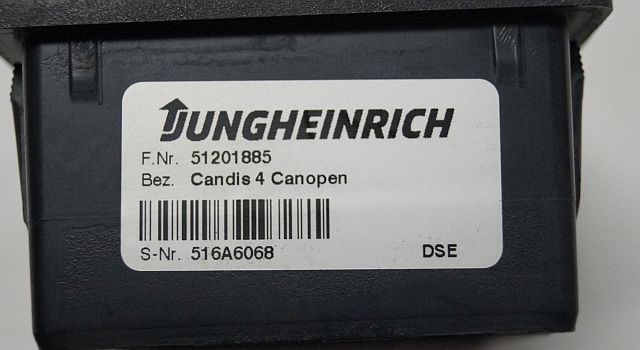 JUNGHEINRICH
F.Nr. 51201885
Bez. Candis 4 Canopen
S-Nr. 516A6068 DSE